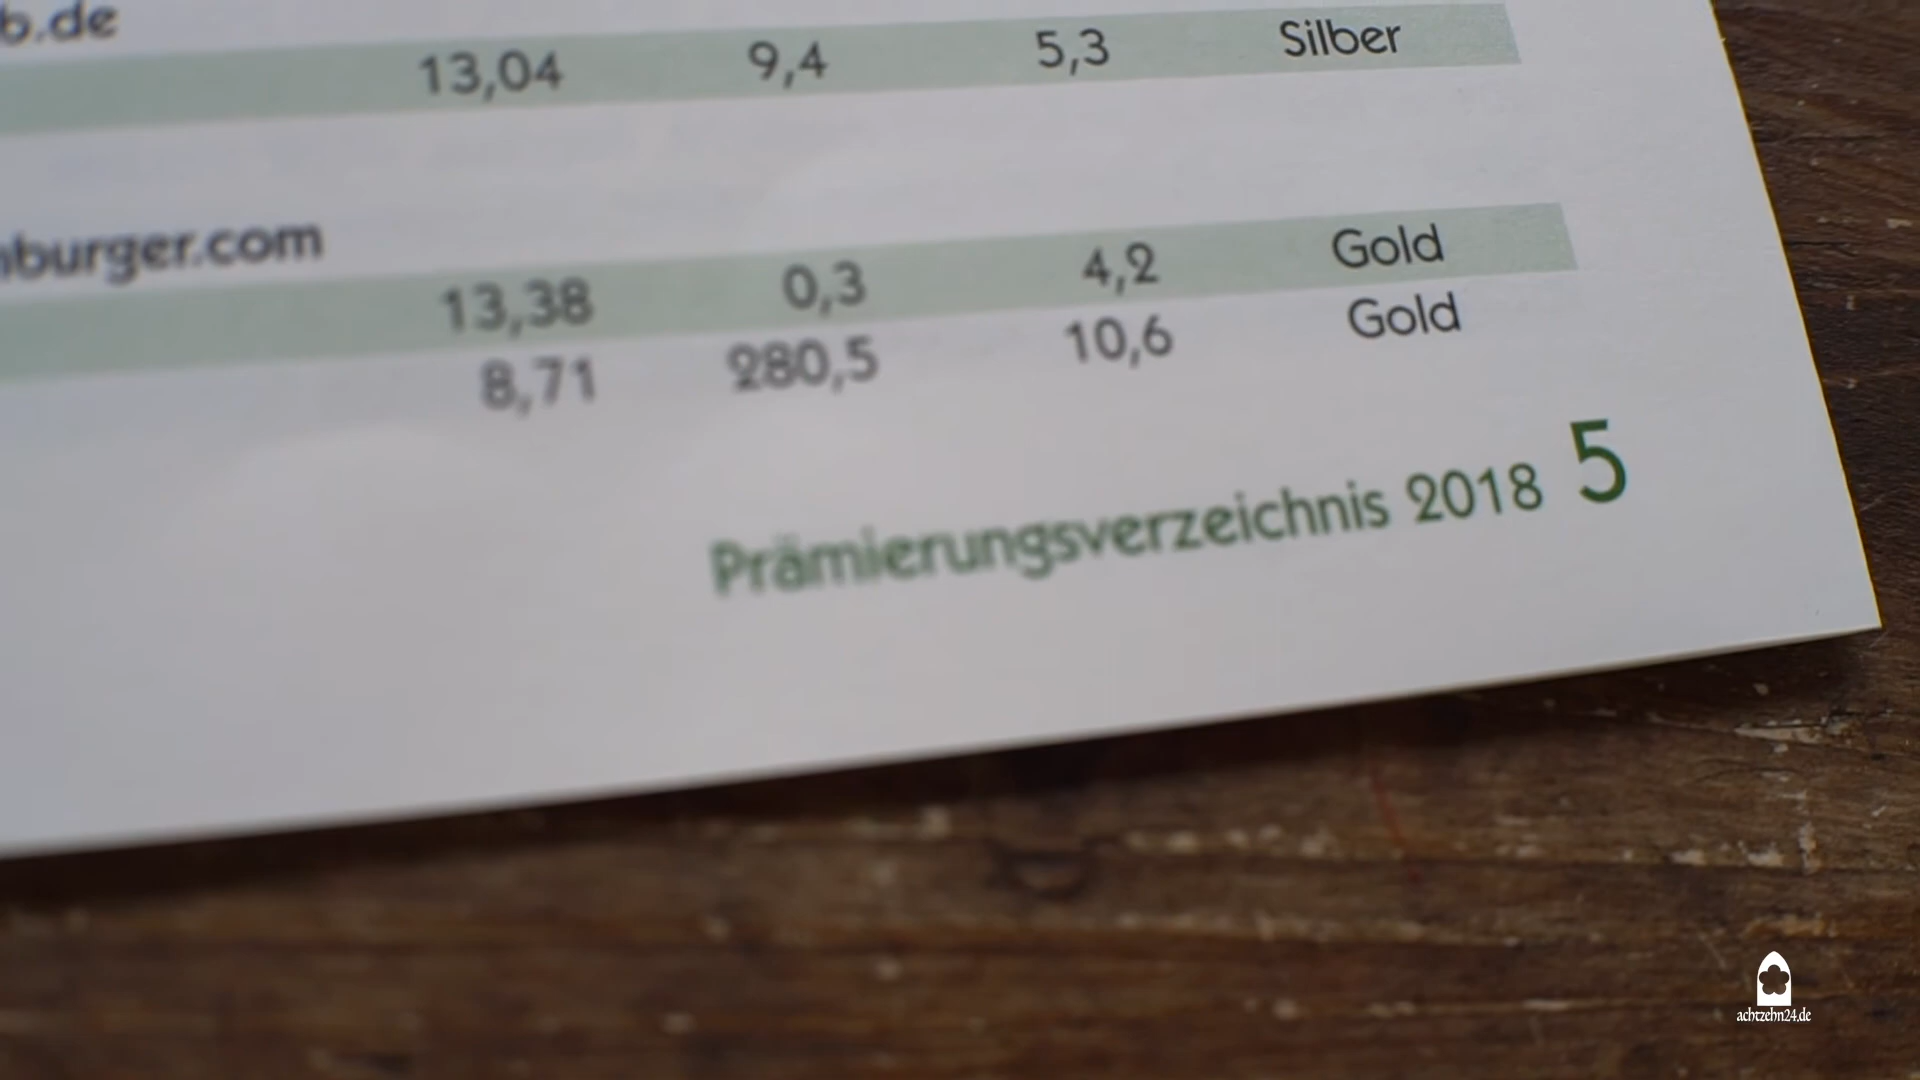 b.de
13,04 9,4 5,3 Silber
burger.com
13,38 0,3 4,2 Gold
8,71 280,5 10,6 Gold
Prämierungsverzeichnis 2018 5
achtzehn24.de